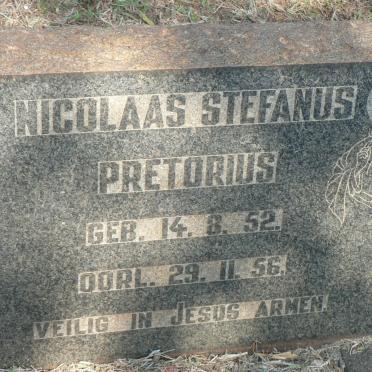 NICOLAAS STEFANUS
PRETORIUS
GEB. 14. 8. 52.
OORL. 29. 11. 56.
VEILIG IN JESUS ARMEN.